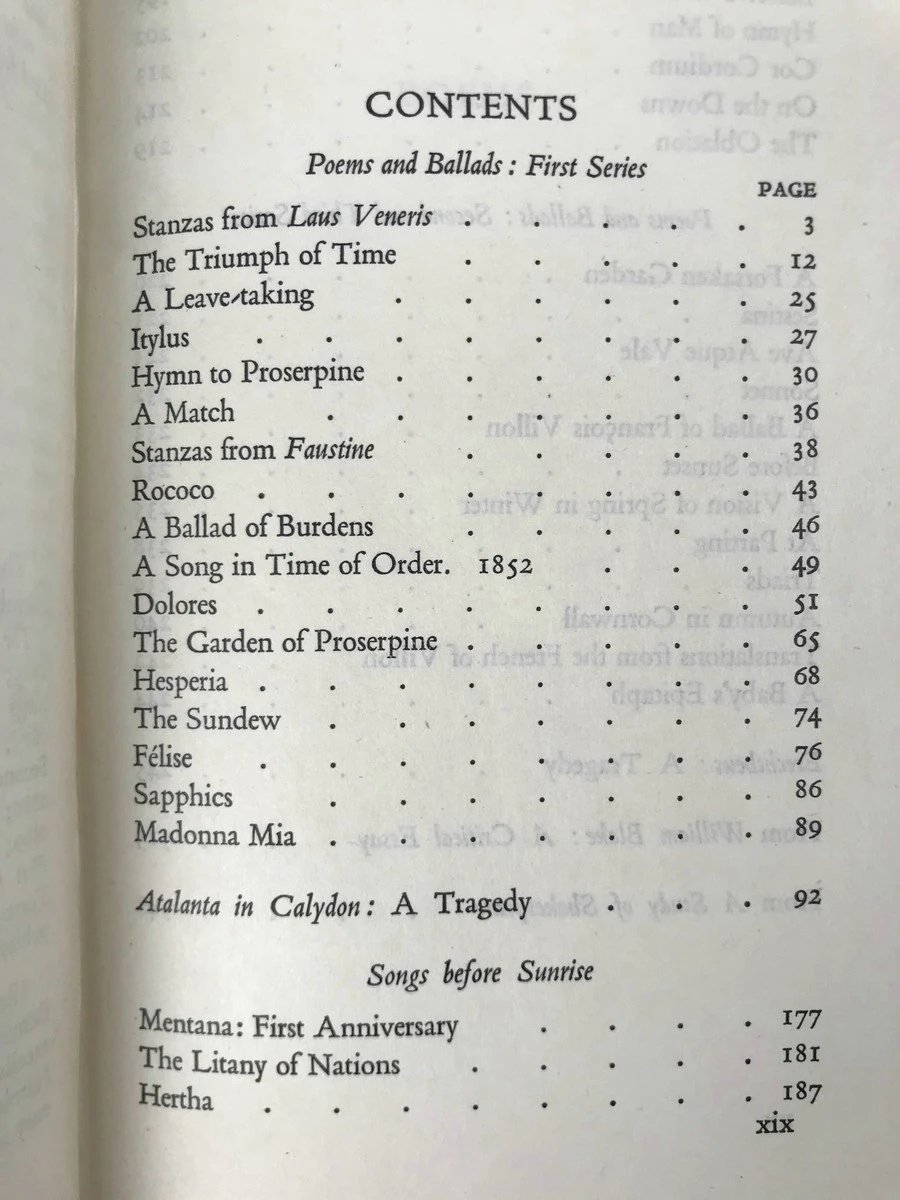 CONTENTS
Poems and Ballads : First Series
PAGE
Stanzas from Laus Veneris . . . . . 3
The Triumph of Time . . . . . 12
A Leave-taking . . . . . . 25
Itylus . . . . . . . . 27
Hymn to Proserpine . . . . . . 30
A Match . . . . . . . 36
Stanzas from Faustine . . . . . 38
Rococo . . . . . . . . 43
A Ballad of Burdens . . . . . 46
A Song in Time of Order. 1852 . . . 49
Dolores . . . . . . . . 51
The Garden of Proserpine . . . . . 65
Hesperia . . . . . . . . 68
The Sundew . . . . . . . 74
Félise . . . . . . . . 76
Sapphics . . . . . . . 86
Madonna Mia . . . . . . . 89
Atalanta in Calydon : A Tragedy . . . 92
Songs before Sunrise
Mentana: First Anniversary . . . . 177
The Litany of Nations . . . . . 181
Hertha . . . . . . . . 187
xix